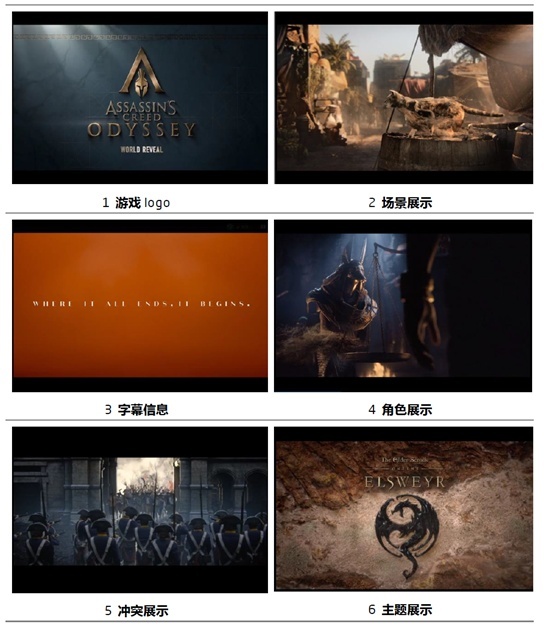 ASSASSIN'S
CREED
ODYSSEY
WORLD REVEAL
1 游戏 logo
2 场景展示
WHERE IT ALL ENDS, IT BEGINS.
3 字幕信息
4 角色展示
The Elder Scrolls
ELSWEYR
5 冲突展示
6 主题展示